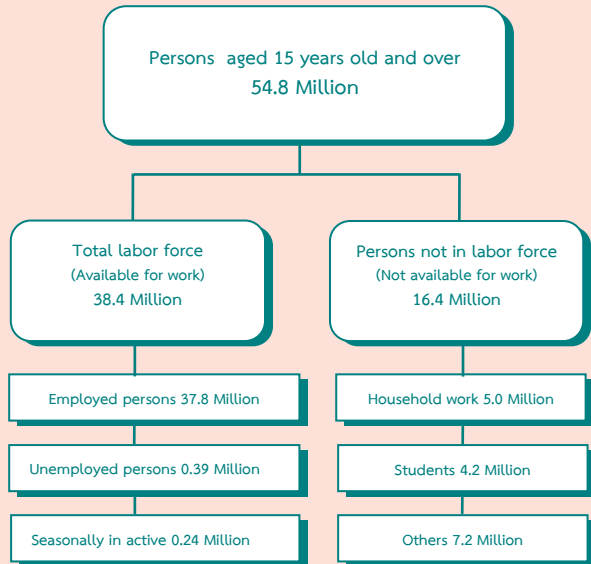 Persons aged 15 years old and over
54.8 Million
Total labor force
(Available for work)
38.4 Million
Persons not in labor force
(Not available for work)
16.4 Million
Employed persons 37.8 Million
Household work 5.0 Million
Unemployed persons 0.39 Million
Students 4.2 Million
Seasonally in active 0.24 Million
Others 7.2 Million